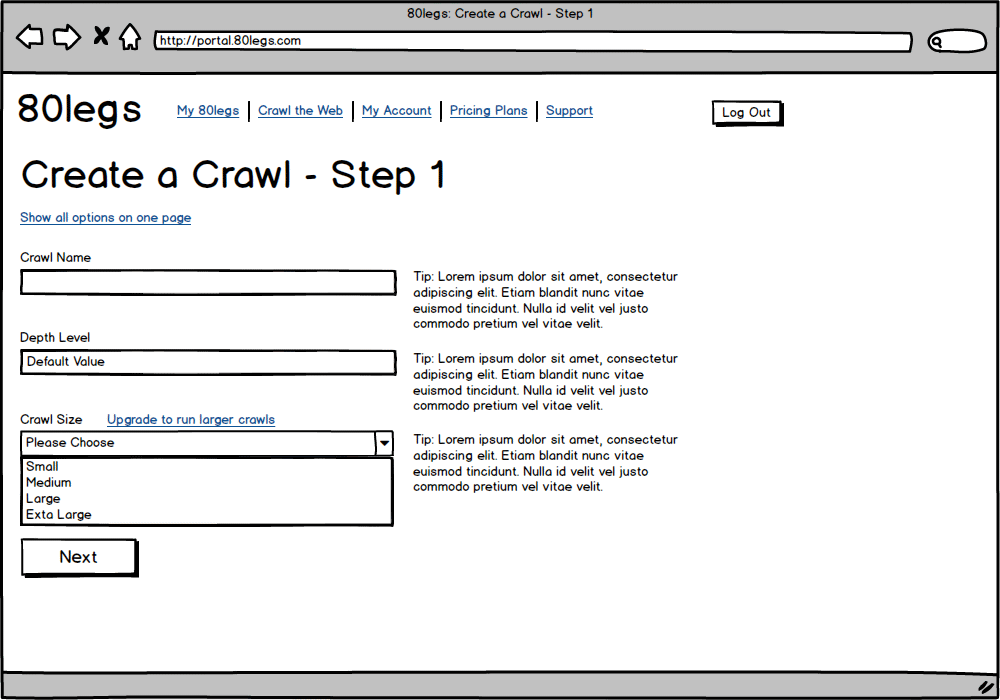 80legs: Create a Crawl - Step 1
http://portal.80legs.com
80legs
My 80legs | Crawl the Web | My Account | Pricing Plans | Support
Log Out
Create a Crawl - Step 1
Show all options on one page
Crawl Name
Tip: Lorem ipsum dolor sit amet, consectetur
adipiscing elit. Etiam blandit nunc vitae
euismod tincidunt. Nulla id velit vel justo
commodo pretium vel vitae velit.
Depth Level
Default Value
Tip: Lorem ipsum dolor sit amet, consectetur
adipiscing elit. Etiam blandit nunc vitae
euismod tincidunt. Nulla id velit vel justo
commodo pretium vel vitae velit.
Crawl Size Upgrade to run larger crawls
Please Choose
Small
Medium
Large
Exta Large
Tip: Lorem ipsum dolor sit amet, consectetur
adipiscing elit. Etiam blandit nunc vitae
euismod tincidunt. Nulla id velit vel justo
commodo pretium vel vitae velit.
Next